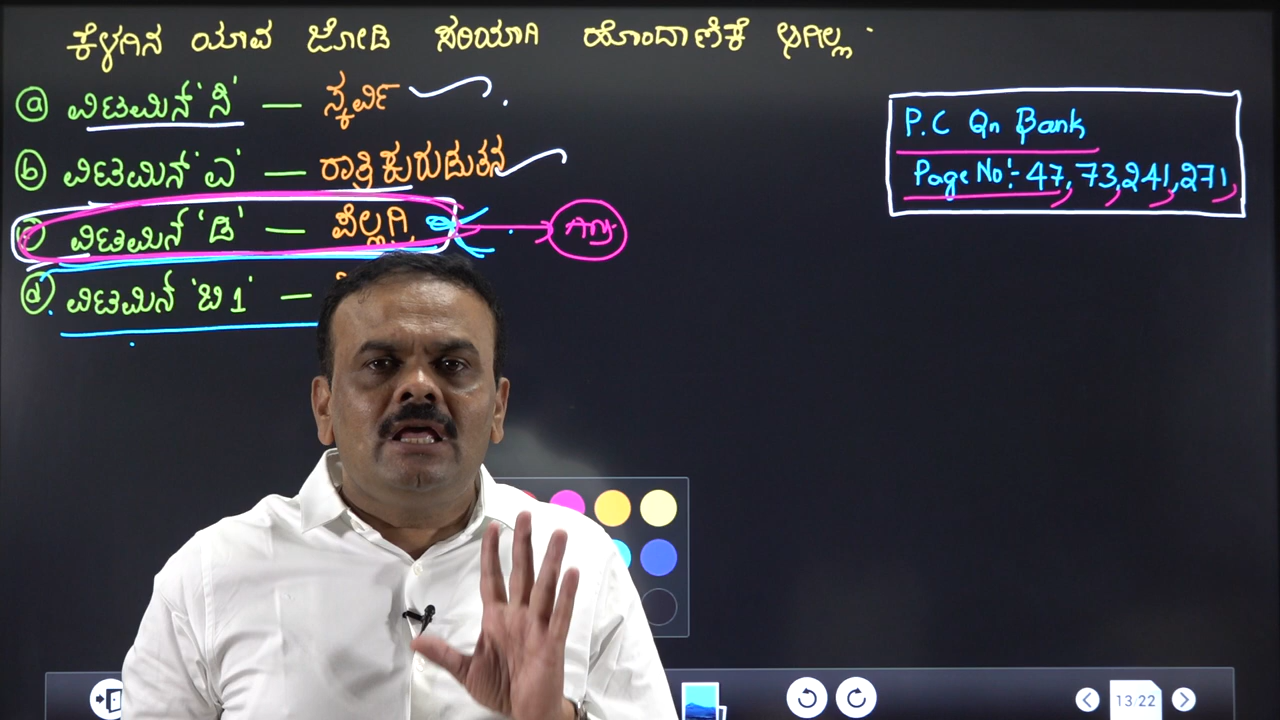 ಕೆಳಗಿನ ಯಾವ ಜೋಡಿ ಸರಿಯಾಗಿ ಹೊಂದಾಣಿಕೆ ಆಗಿಲ್ಲ.
ⓐ ವಿಟಮಿನ್ 'ಸಿ' — ಸ್ಕರ್ವಿ
ⓑ ವಿಟಮಿನ್ 'ಎ' — ರಾತ್ರಿ ಕುರುಡುತನ
ⓒ ವಿಟಮಿನ್ 'ಡಿ' — ಪೆಲ್ಲಗ್ರ Ans
ⓓ ವಿಟಮಿನ್ 'ಬಿ 1' —
P.C Qn Bank
Page No:- 47, 73, 241, 271,
13/22